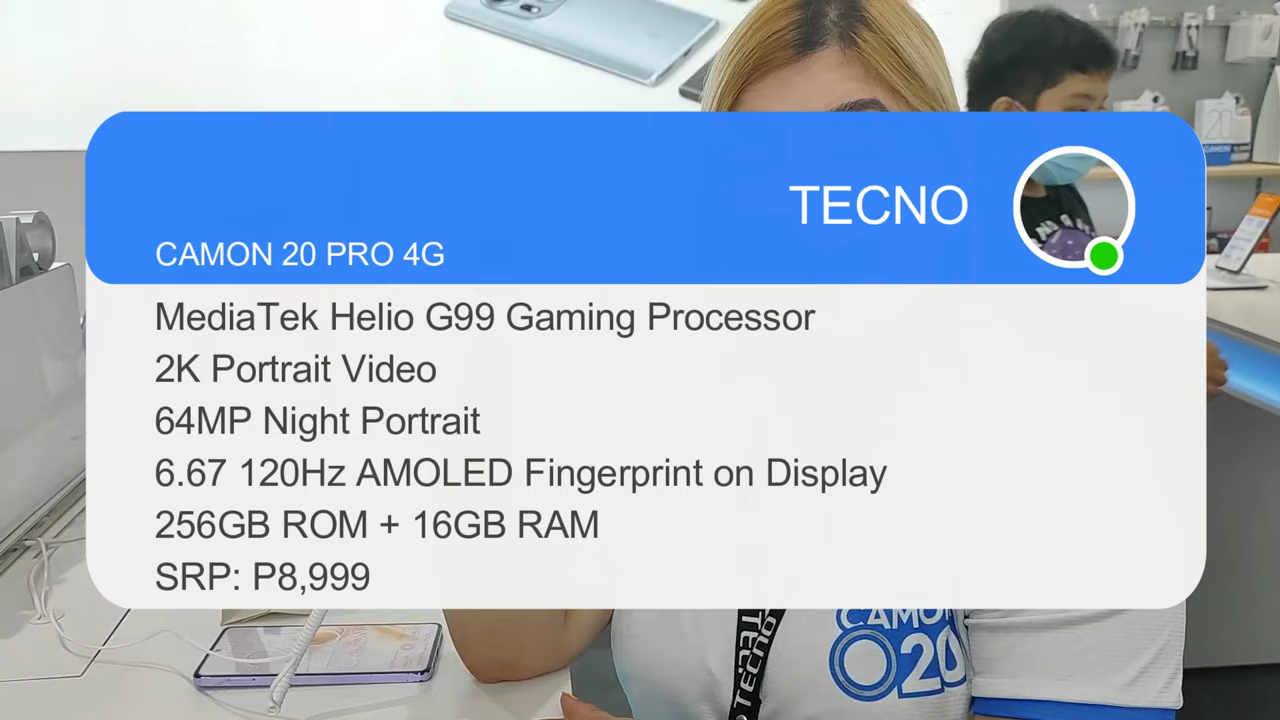 TECNO
CAMON 20 PRO 4G
MediaTek Helio G99 Gaming Processor
2K Portrait Video
64MP Night Portrait
6.67 120Hz AMOLED Fingerprint on Display
256GB ROM + 16GB RAM
SRP: P8,999
TECNO
CAMON
20
20